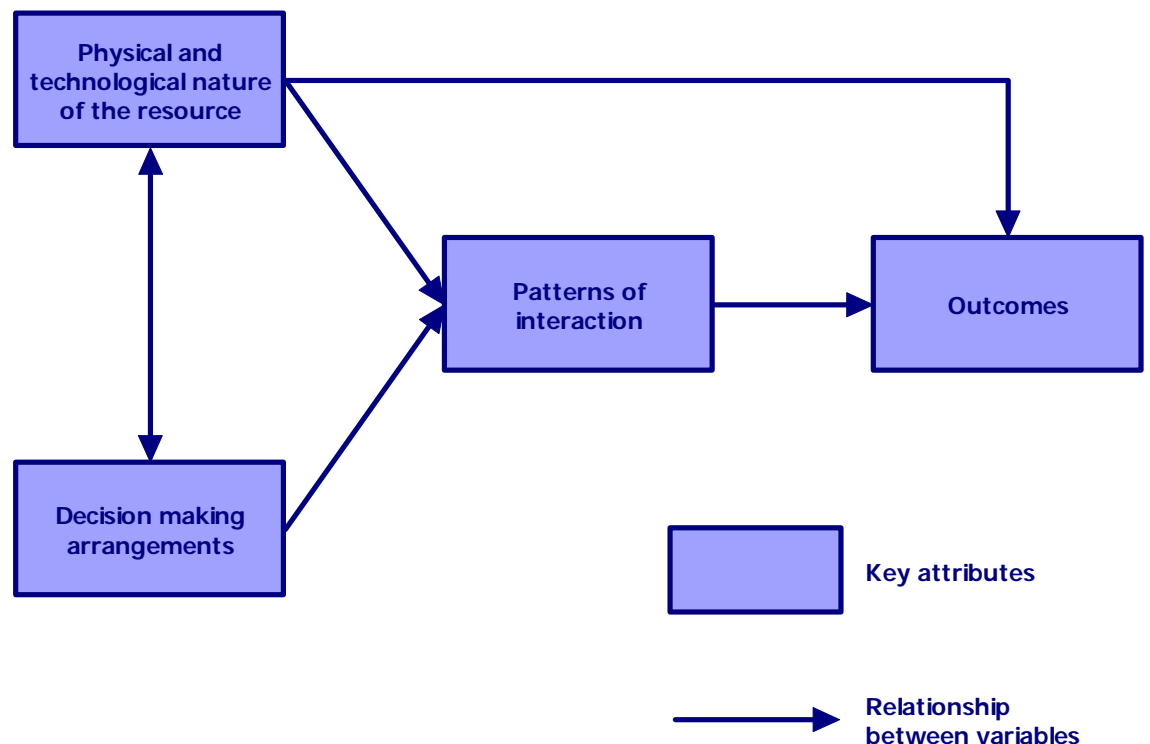 Physical and
technological nature
of the resource
Patterns of
interaction
Outcomes
Decision making
arrangements
Key attributes
Relationship
between variables